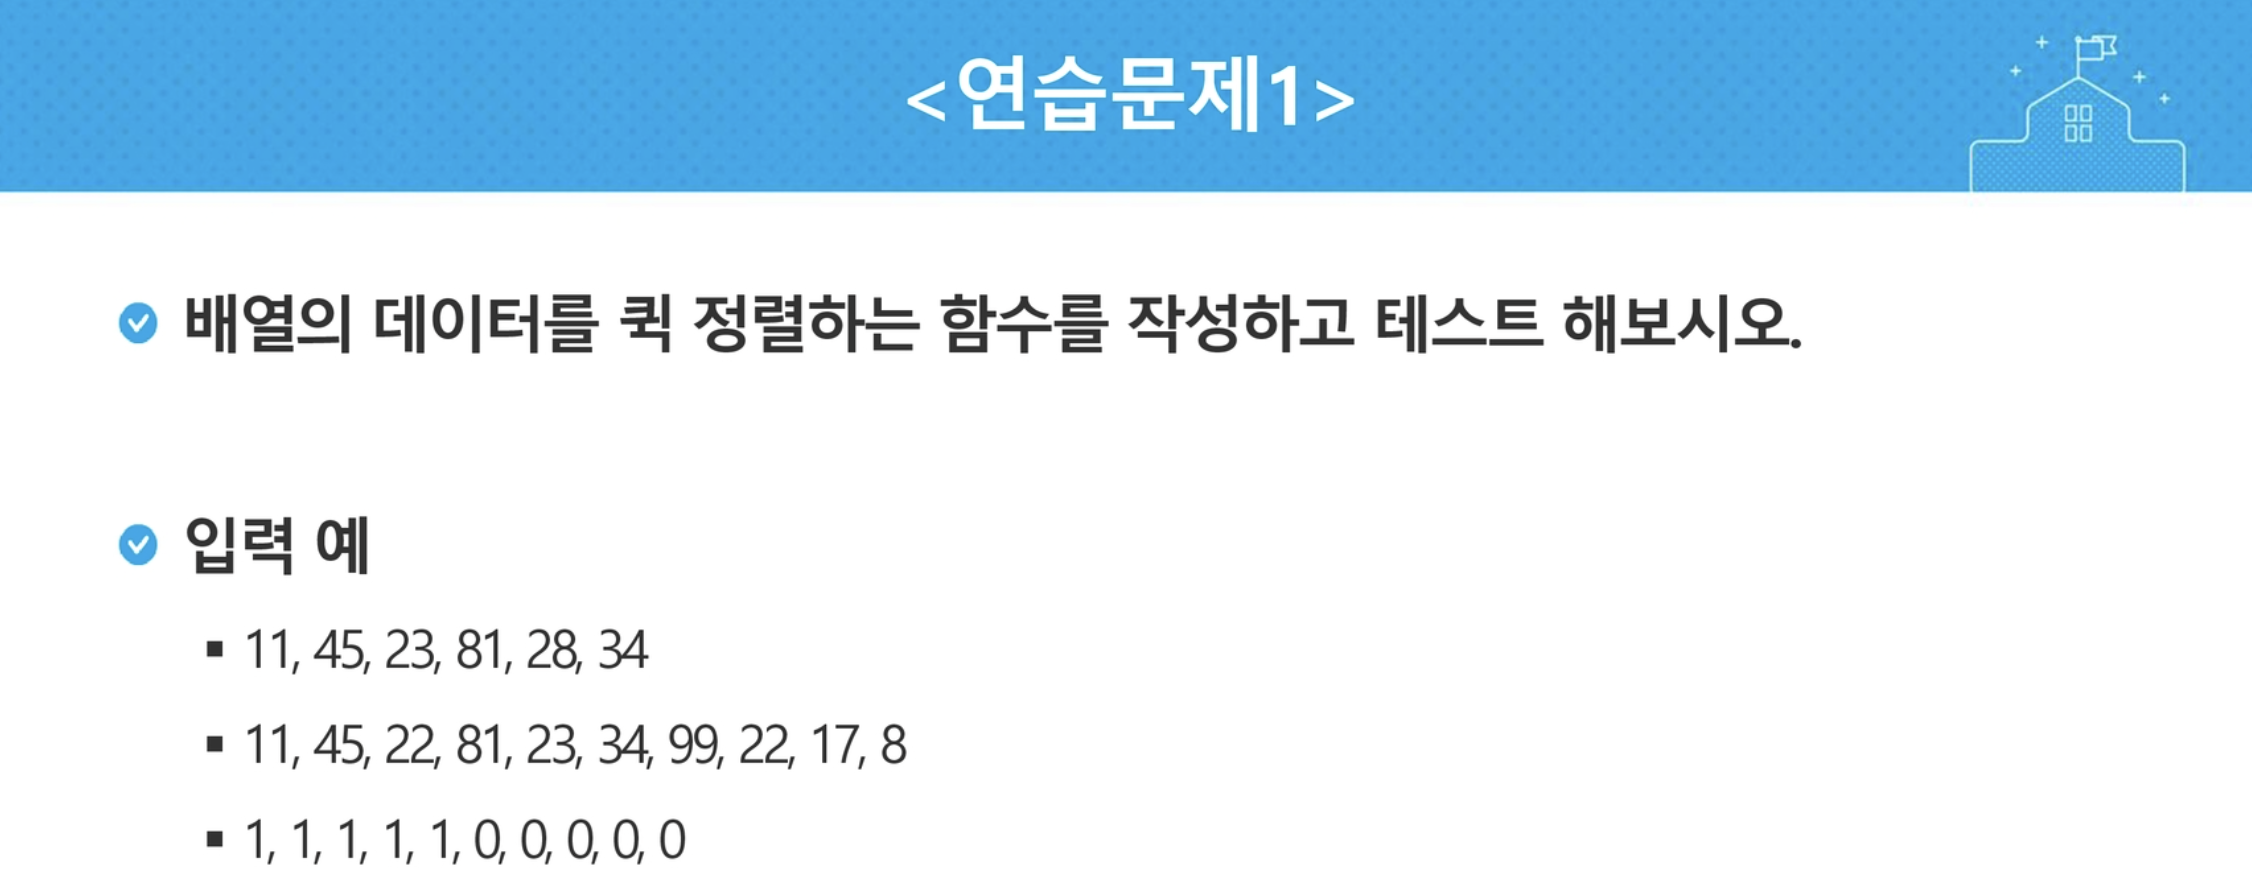 <연습문제1>
배열의 데이터를 퀵 정렬하는 함수를 작성하고 테스트 해보시오.
입력 예
11, 45, 23, 81, 28, 34
11, 45, 22, 81, 23, 34, 99, 22, 17, 8
1, 1, 1, 1, 1, 0, 0, 0, 0, 0